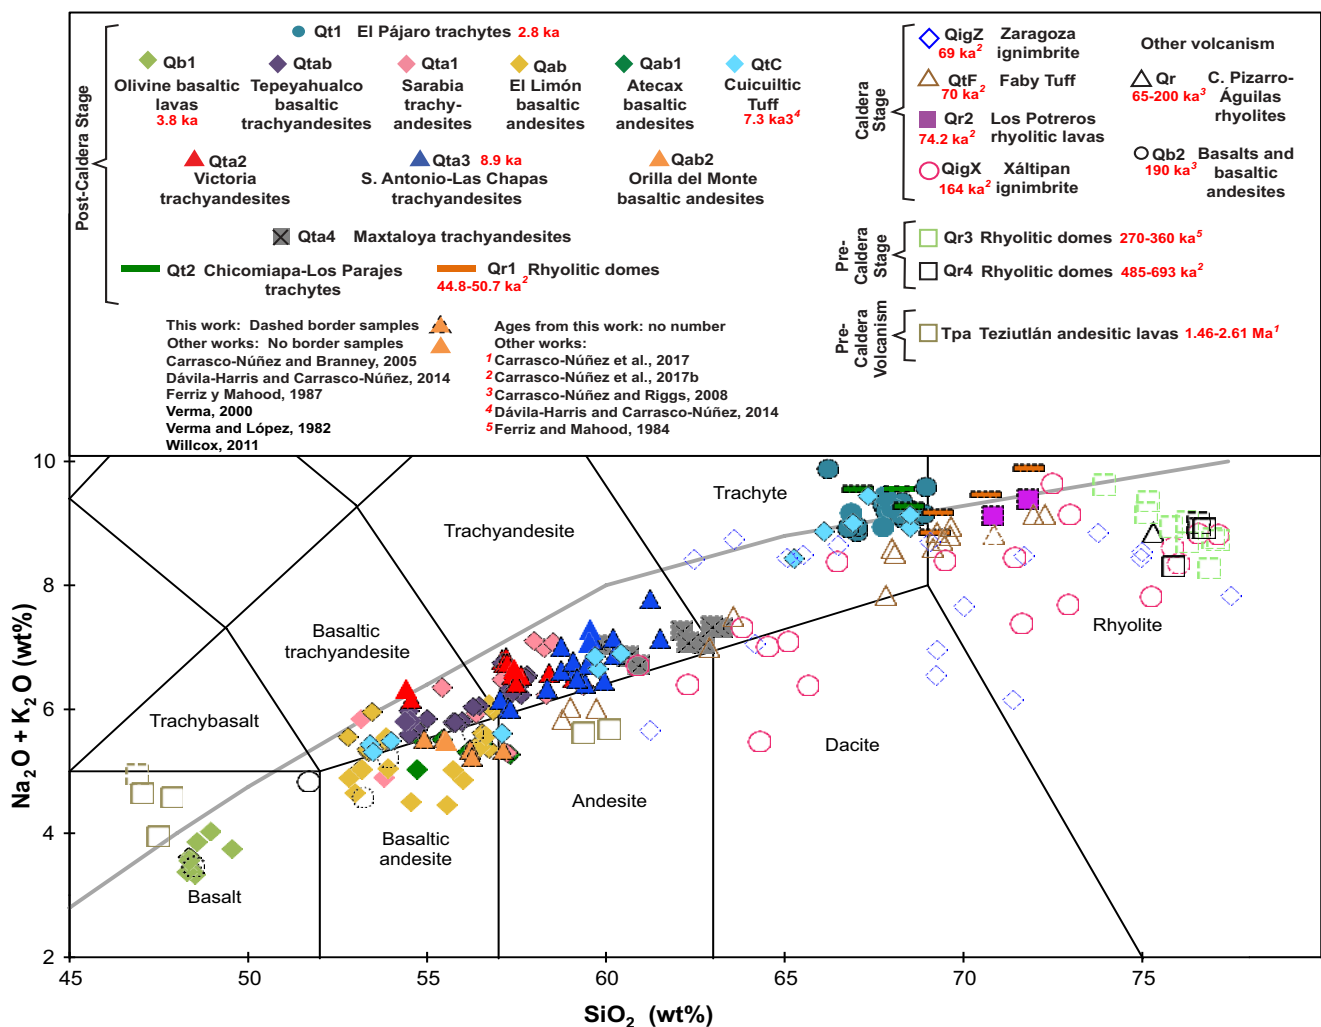 Post-Caldera Stage
Qt1 El Pájaro trachytes 2.8 ka
Qb1
Olivine basaltic
lavas
3.8 ka
Qtab
Tepeyahualco
basaltic
trachyandesites
Qta1
Sarabia
trachy-
andesites
Qab
El Limón
basaltic
andesites
Qab1
Atecax
basaltic
andesites
QtC
Cuicuiltic
Tuff
7.3 ka3⁴
Qta2
Victoria
trachyandesites
Qta3 8.9 ka
S. Antonio-Las Chapas
trachyandesites
Qab2
Orilla del Monte
basaltic andesites
Qta4 Maxtaloya trachyandesites
Qt2 Chicomiapa-Los Parajes
trachytes
Qr1 Rhyolitic domes
44.8-50.7 ka²
This work: Dashed border samples
Other works: No border samples
Carrasco-Núñez and Branney, 2005
Dávila-Harris and Carrasco-Núñez, 2014
Ferriz y Mahood, 1987
Verma, 2000
Verma and López, 1982
Willcox, 2011
Ages from this work: no number
Other works:
¹ Carrasco-Núñez et al., 2017
² Carrasco-Núñez et al., 2017b
³ Carrasco-Núñez and Riggs, 2008
⁴ Dávila-Harris and Carrasco-Núñez, 2014
⁵ Ferriz and Mahood, 1984
Caldera
Stage
QigZ Zaragoza
ignimbrite
69 ka²
QtF Faby Tuff
70 ka²
Qr2 Los Potreros
rhyolitic lavas
74.2 ka²
QigX Xáltipan
ignimbrite
164 ka²
Other volcanism
Qr C. Pizarro-
Águilas
rhyolites
65-200 ka³
Qb2 Basalts and
basaltic
andesites
190 ka³
Pre-
Caldera
Stage
Qr3 Rhyolitic domes 270-360 ka⁵
Qr4 Rhyolitic domes 485-693 ka²
Pre-
Caldera
Volcanism
Tpa Teziutlán andesitic lavas 1.46-2.61 Ma¹
10
8
6
4
2
Na₂O + K₂O (wt%)
Trachyte
Trachyandesite
Basaltic
trachyandesite
Trachybasalt
Rhyolite
Dacite
Andesite
Basaltic
andesite
Basalt
45
50
55
60
65
70
75
SiO₂ (wt%)